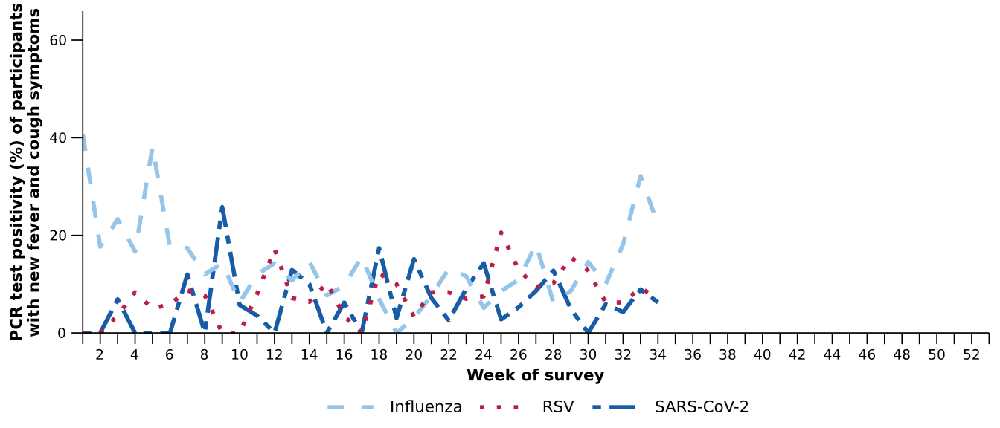 PCR test positivity (%) of participants
with new fever and cough symptoms
60
40
20
0
2 4 6 8 10 12 14 16 18 20 22 24 26 28 30 32 34 36 38 40 42 44 46 48 50 52
Week of survey
Influenza RSV SARS-CoV-2